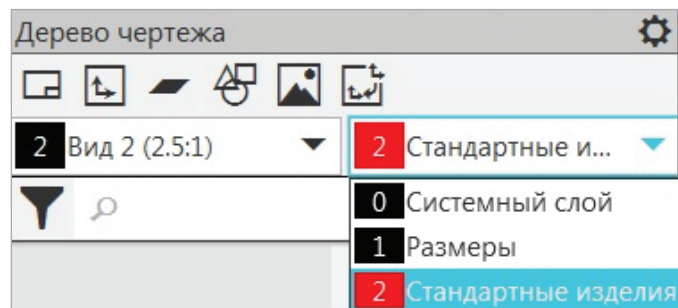 Дерево чертежа
2 Вид 2 (2.5:1) 2 Стандартные и...
0 Системный слой
1 Размеры
2 Стандартные изделия